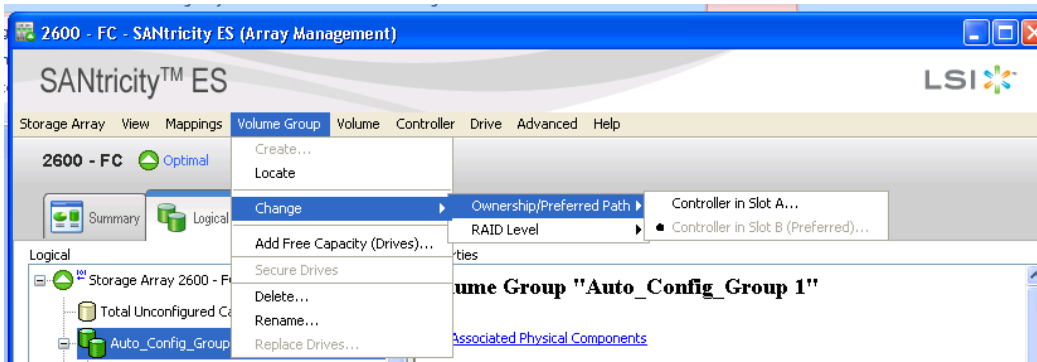 2600 - FC - SANtricity ES (Array Management)
SANtricity™ ES
LSI
Storage Array View Mappings Volume Group Volume Controller Drive Advanced Help
2600 - FC Optimal
Create...
Locate
Change
Ownership/Preferred Path
Controller in Slot A...
RAID Level
Controller in Slot B (Preferred)...
Add Free Capacity (Drives)...
Secure Drives
Delete...
Rename...
Replace Drives...
Summary
Logical
Logical
rties
Storage Array 2600 - F
ume Group "Auto_Config_Group 1"
Total Unconfigured Ca
Auto_Config_Group
Associated Physical Components